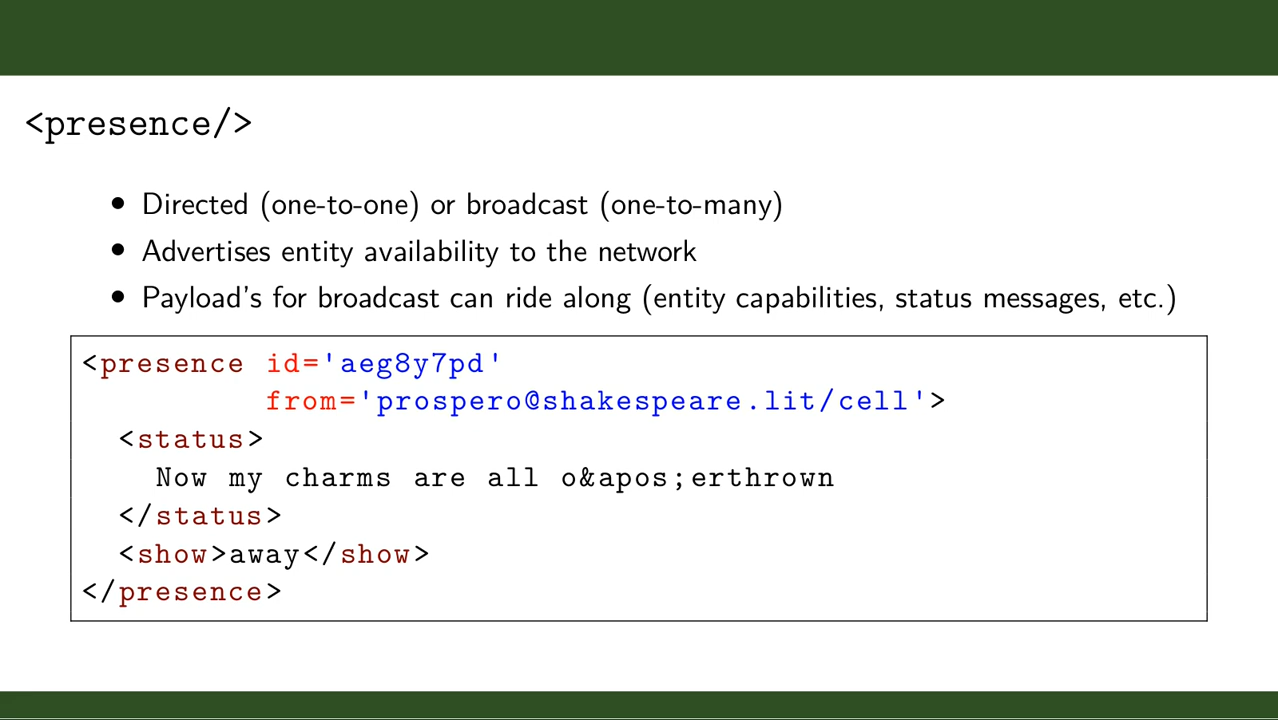 <presence/>
• Directed (one-to-one) or broadcast (one-to-many)
• Advertises entity availability to the network
• Payload's for broadcast can ride along (entity capabilities, status messages, etc.)
<presence id='aeg8y7pd'
          from='prospero@shakespeare.lit/cell'>
  <status>
    Now my charms are all o&apos;erthrown
  </status>
  <show>away</show>
</presence>